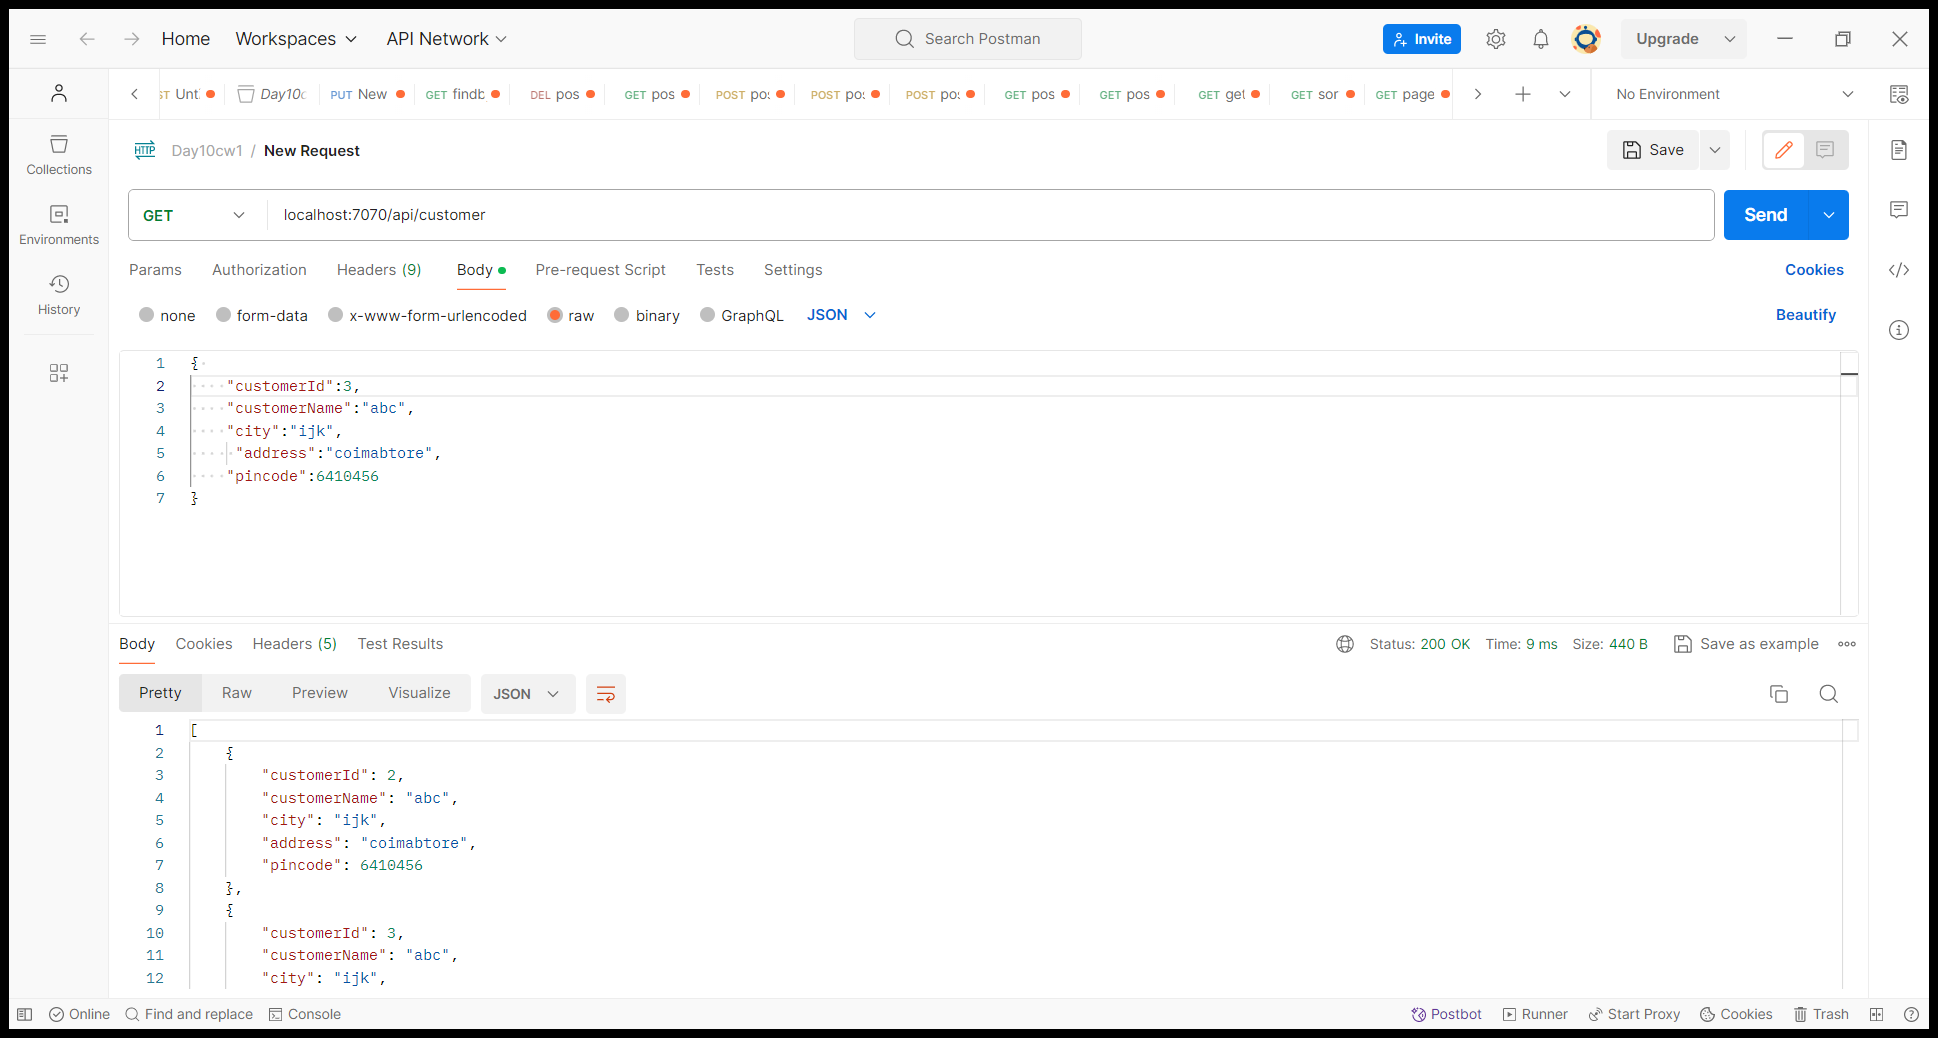 Home Workspaces API Network Search Postman Invite Upgrade
ST Unt Day10c PUT New GET findb DEL pos GET pos POST po POST po POST po GET pos GET pos GET get GET sor GET page No Environment
HTTP Day10cw1 / New Request Save
Collections
Environments
History
GET localhost:7070/api/customer Send
Params Authorization Headers (9) Body Pre-request Script Tests Settings Cookies
none form-data x-www-form-urlencoded raw binary GraphQL JSON Beautify
1 {
2 "customerId":3,
3 "customerName":"abc",
4 "city":"ijk",
5 "address":"coimabtore",
6 "pincode":6410456
7 }
Body Cookies Headers (5) Test Results Status: 200 OK Time: 9 ms Size: 440 B Save as example
Pretty Raw Preview Visualize JSON
1 [
2 {
3 "customerId": 2,
4 "customerName": "abc",
5 "city": "ijk",
6 "address": "coimabtore",
7 "pincode": 6410456
8 },
9 {
10 "customerId": 3,
11 "customerName": "abc",
12 "city": "ijk",
Online Find and replace Console Postbot Runner Start Proxy Cookies Trash